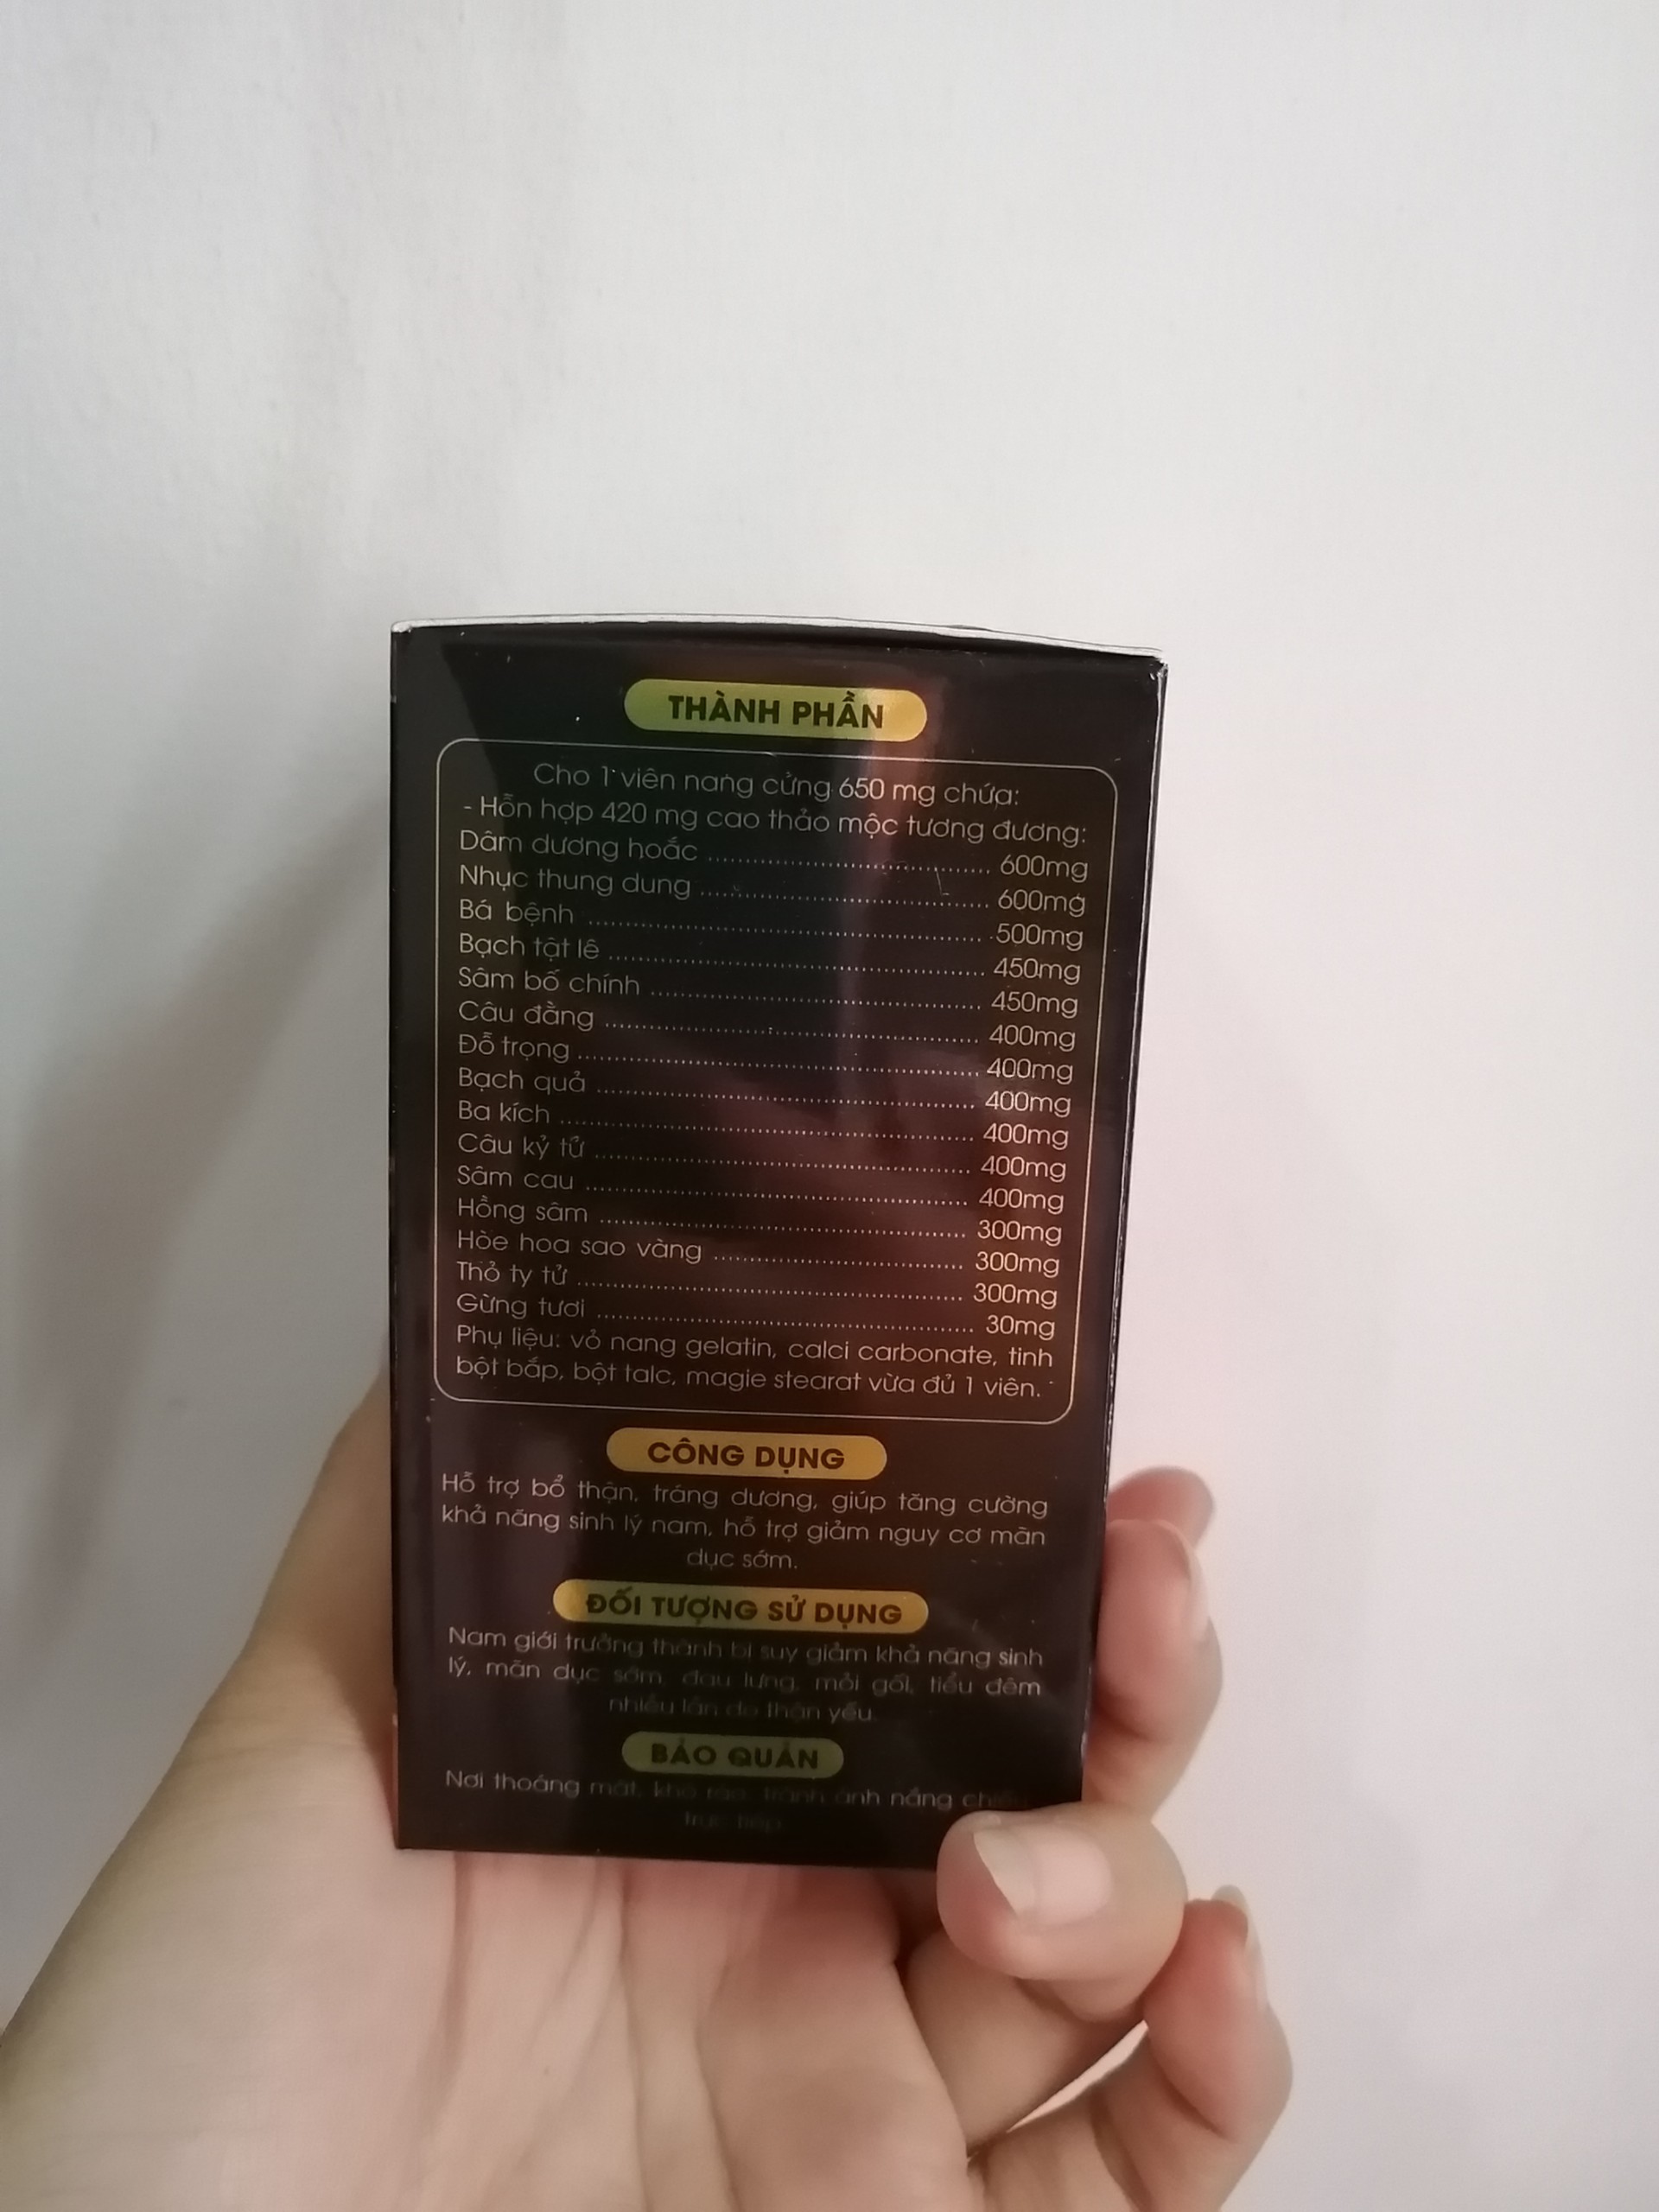 THÀNH PHẦN
Cho 1 viên nang cứng 650 mg chứa:
- Hỗn hợp 420 mg cao thảo mộc tương đương:
Dâm dương hoắc ........................................ 600mg
Nhục thung dung ........................................ 600mg
Bá bệnh ........................................ 500mg
Bạch tật lê ........................................ 450mg
Sâm bố chính ........................................ 450mg
Câu đằng ........................................ 400mg
Đỗ trọng ........................................ 400mg
Bạch quả ........................................ 400mg
Ba kích ........................................ 400mg
Câu kỷ tử ........................................ 400mg
Sâm cau ........................................ 400mg
Hồng sâm ........................................ 300mg
Hòe hoa sao vàng ........................................ 300mg
Thỏ ty tử ........................................ 300mg
Gừng tươi ........................................ 30mg
Phụ liệu: vỏ nang gelatin, calci carbonate, tinh
bột bắp, bột talc, magie stearat vừa đủ 1 viên.
CÔNG DỤNG
Hỗ trợ bổ thận, tráng dương, giúp tăng cường
khả năng sinh lý nam, hỗ trợ giảm nguy cơ mãn
dục sớm.
ĐỐI TƯỢNG SỬ DỤNG
Nam giới trưởng thành bị suy giảm khả năng sinh
lý, mãn dục sớm, đau lưng, mỏi gối, tiểu đêm
nhiều lần do thận yếu.
BẢO QUẢN
Nơi thoáng mát, khô ráo, tránh ánh nắng chiếu
trực tiếp.